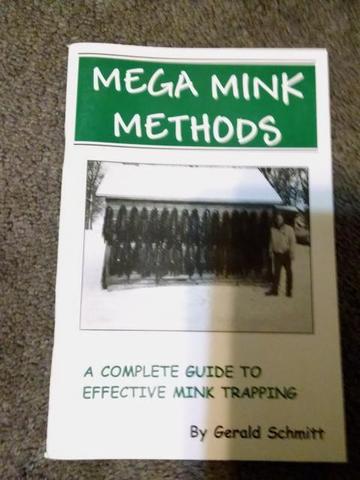 MEGA MINK
METHODS
A COMPLETE GUIDE TO
EFFECTIVE MINK TRAPPING
By Gerald Schmitt